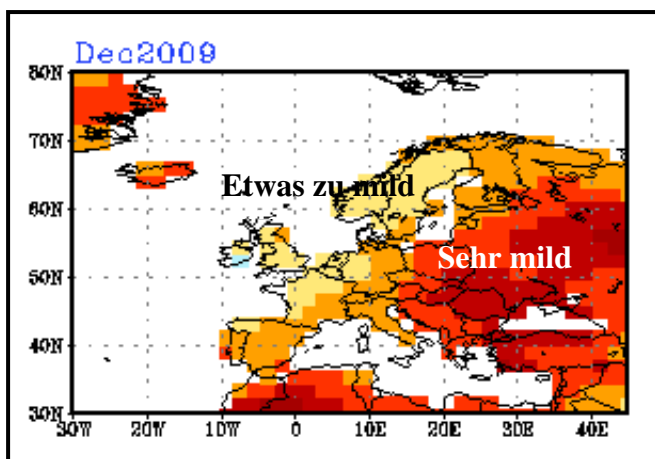 Dec2009
80N
70N
Etwas zu mild
60N
Sehr mild
50N
40N
30N
30W 20W 10W 0 10E 20E 30E 40E